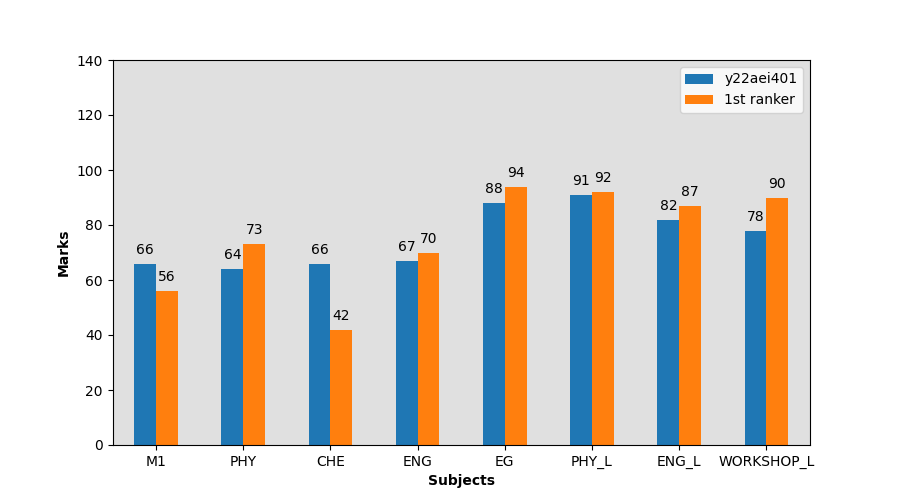 140
120
100
80
60
40
20
0
Marks
y22aei401
1st ranker
66 56 64 73 66 42 67 70 88 94 91 92 82 87 78 90
M1 PHY CHE ENG EG PHY_L ENG_L WORKSHOP_L
Subjects